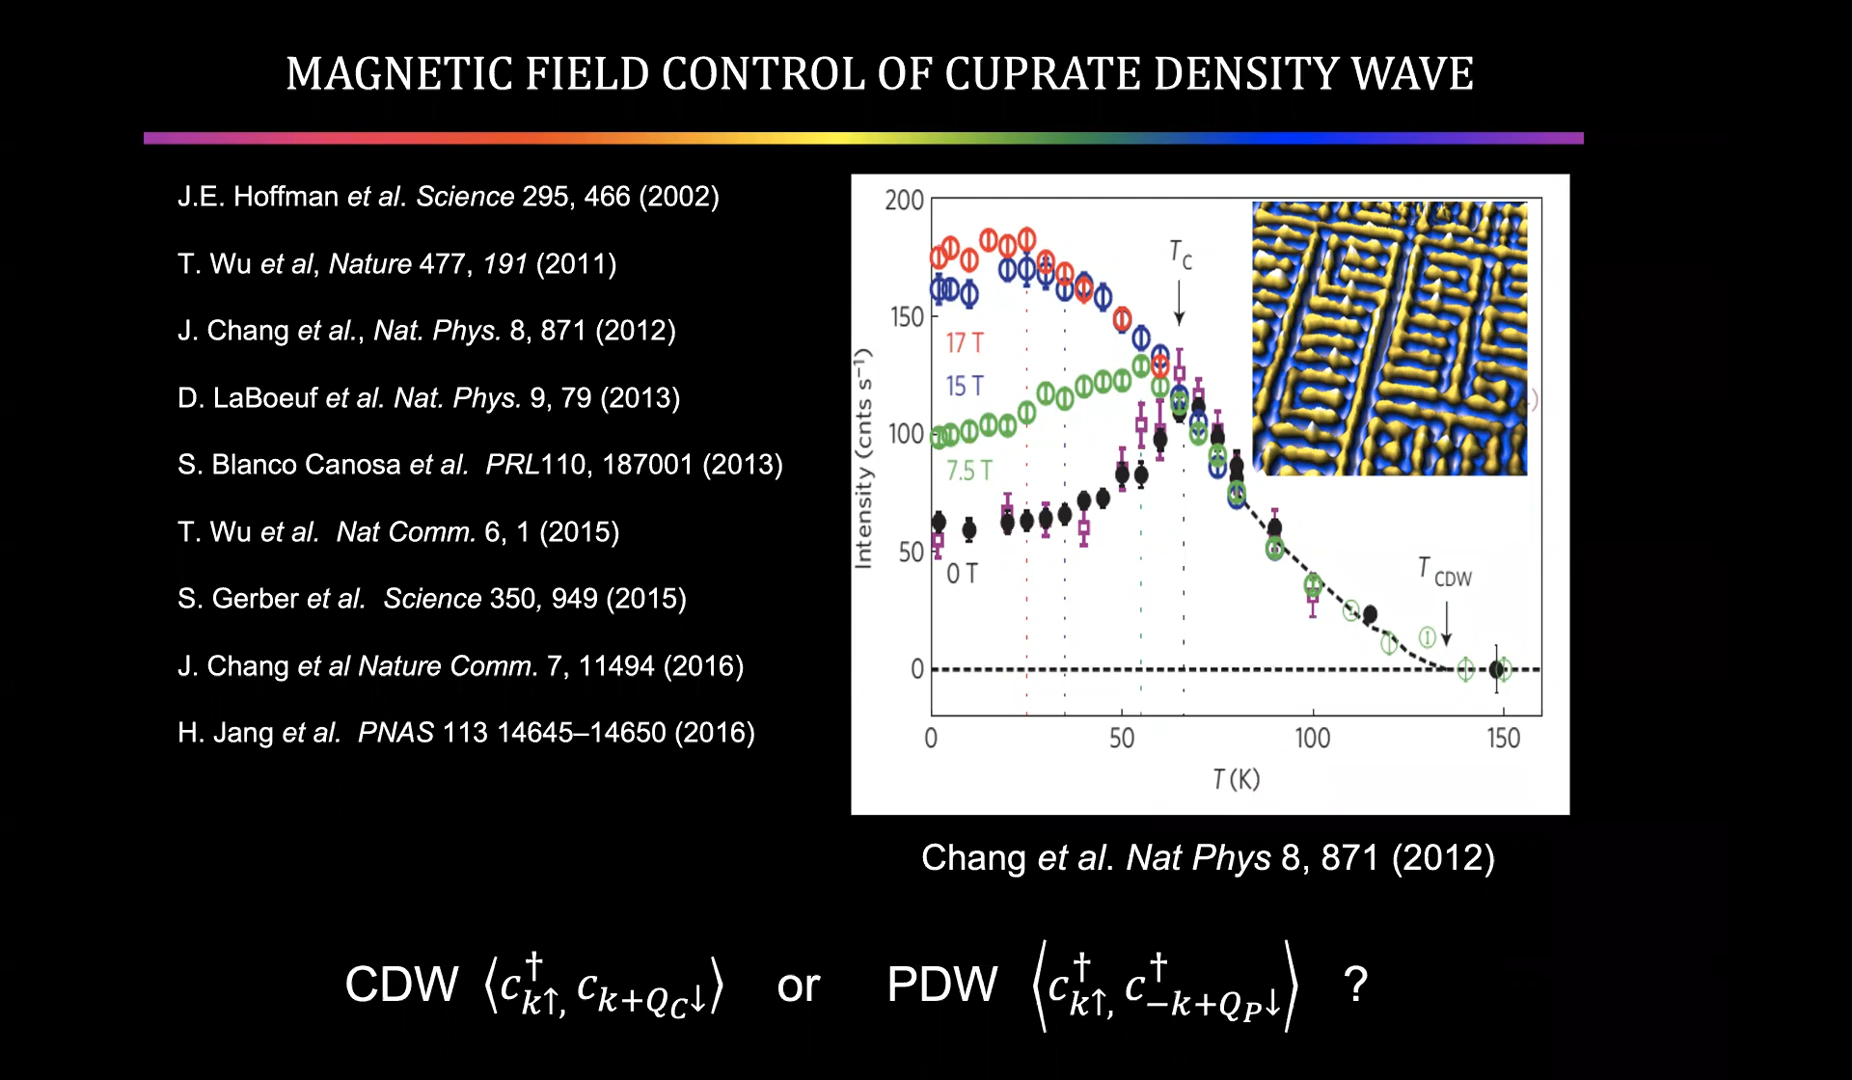 MAGNETIC FIELD CONTROL OF CUPRATE DENSITY WAVE
J.E. Hoffman et al. Science 295, 466 (2002)
T. Wu et al, Nature 477, 191 (2011)
J. Chang et al., Nat. Phys. 8, 871 (2012)
D. LaBoeuf et al. Nat. Phys. 9, 79 (2013)
S. Blanco Canosa et al. PRL110, 187001 (2013)
T. Wu et al. Nat Comm. 6, 1 (2015)
S. Gerber et al. Science 350, 949 (2015)
J. Chang et al Nature Comm. 7, 11494 (2016)
H. Jang et al. PNAS 113 14645–14650 (2016)
200
150
100
50
0
Intensity (cnts s⁻¹)
17 T
15 T
7.5 T
0 T
T_C
T_CDW
0 50 100 150
T (K)
Chang et al. Nat Phys 8, 871 (2012)
CDW ⟨c†_{k↑,} c_{k+Q_C↓}⟩ or PDW ⟨c†_{k↑,} c†_{−k+Q_P↓}⟩ ?